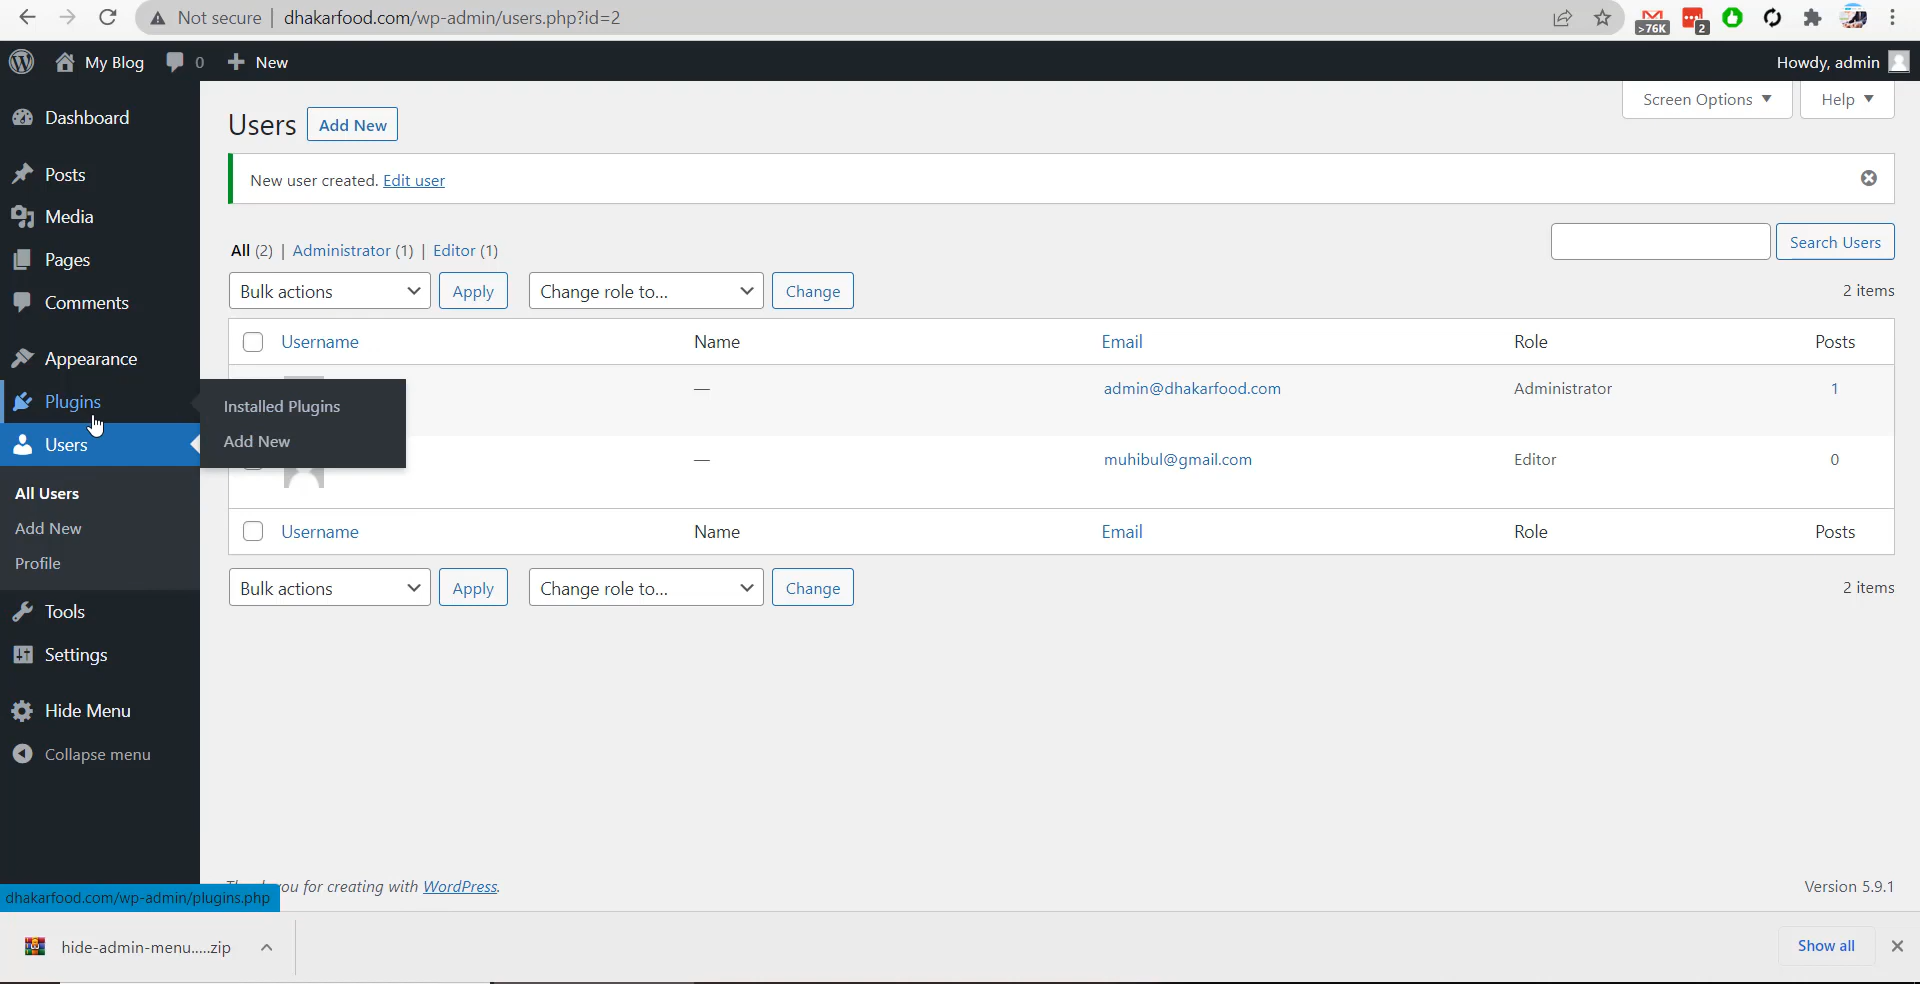 Not secure | dhakarfood.com/wp-admin/users.php?id=2
>76K
2
My Blog 0 New
Howdy, admin
Dashboard
Posts
Media
Pages
Comments
Appearance
Plugins
Users
All Users
Add New
Profile
Tools
Settings
Hide Menu
Collapse menu
Installed Plugins
Add New
Screen Options
Help
Users Add New
New user created. Edit user
All (2) | Administrator (1) | Editor (1)
Search Users
Bulk actions Apply Change role to... Change 2 items
Username Name Email Role Posts
— admin@dhakarfood.com Administrator 1
— muhibul@gmail.com Editor 0
Username Name Email Role Posts
Bulk actions Apply Change role to... Change 2 items
you for creating with WordPress.
Version 5.9.1
dhakarfood.com/wp-admin/plugins.php
hide-admin-menu.....zip
Show all